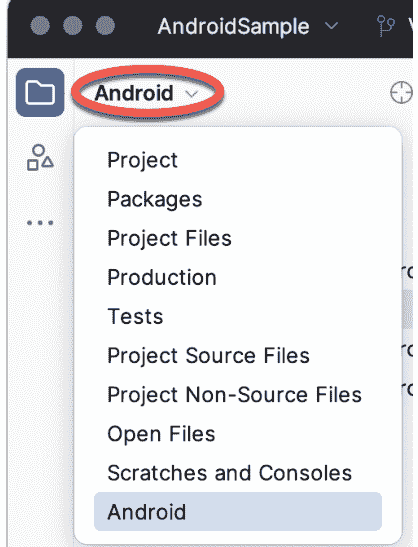 AndroidSample
Android
Project
Packages
Project Files
Production
Tests
Project Source Files
Project Non-Source Files
Open Files
Scratches and Consoles
Android